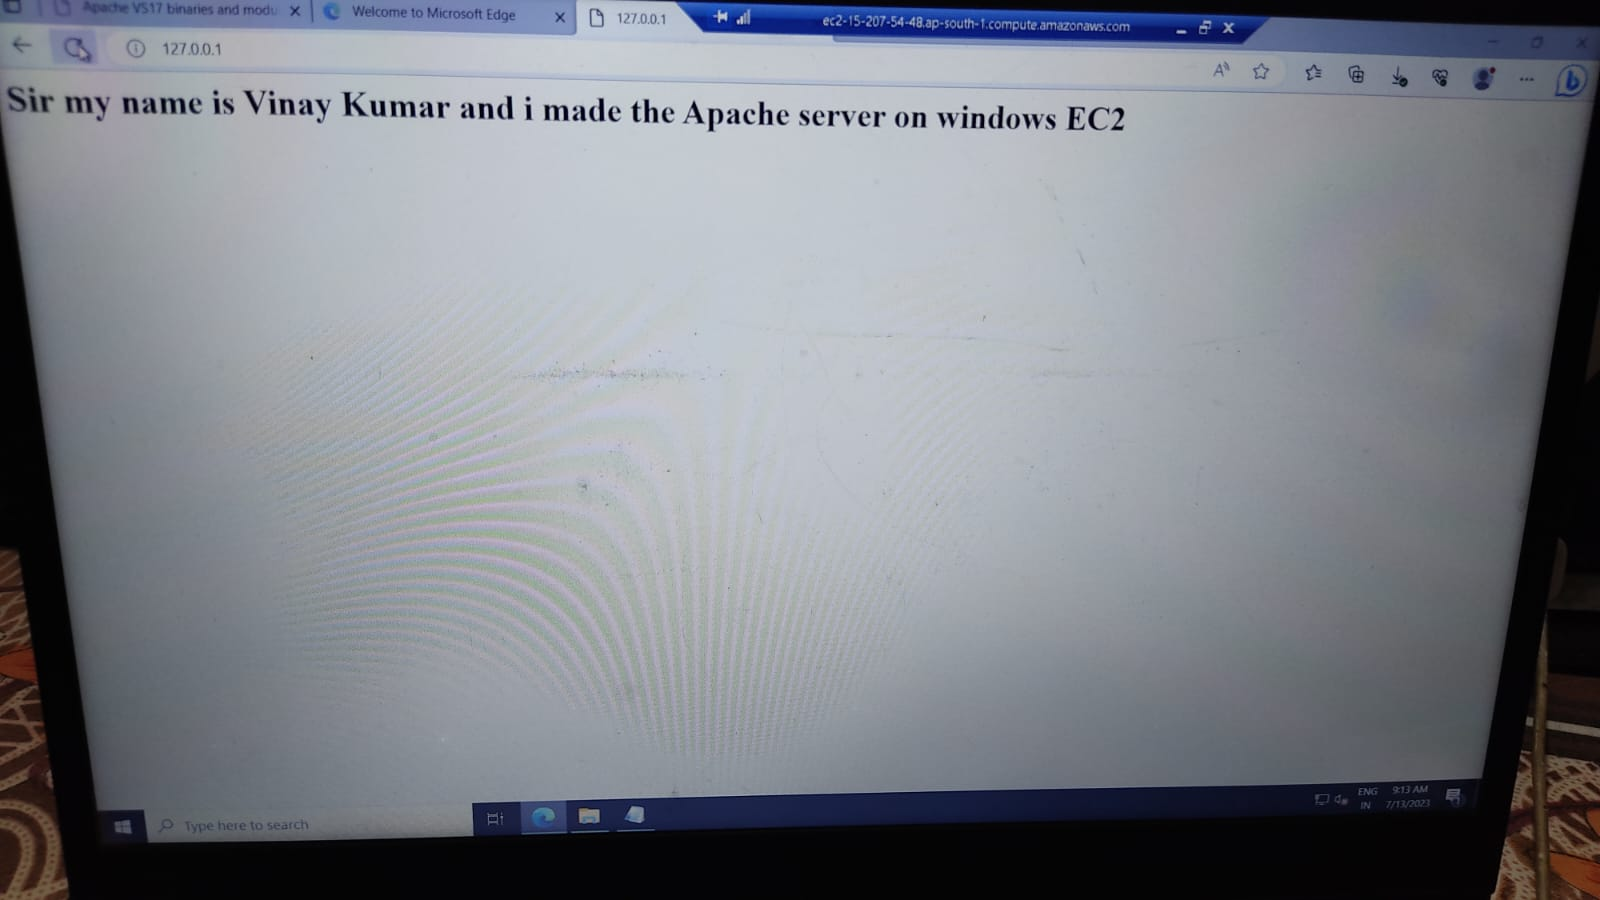 Apache VS17 binaries and modu
Welcome to Microsoft Edge
127.0.0.1
ec2-15-207-54-48.ap-south-1.compute.amazonaws.com
127.0.0.1
Sir my name is Vinay Kumar and i made the Apache server on windows EC2
Type here to search
ENG
IN
9:13 AM
7/13/2023